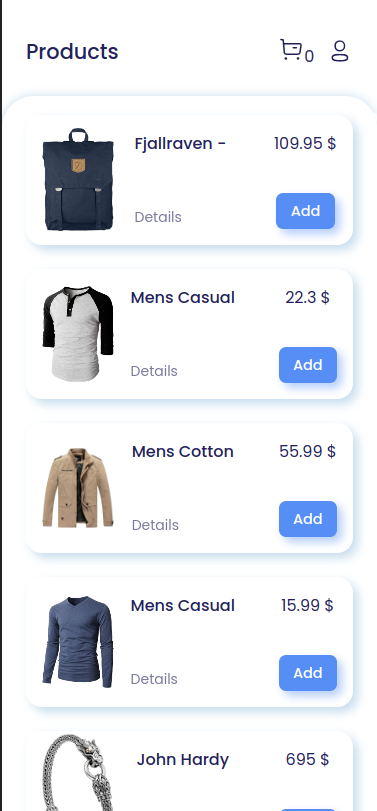 Products
0
Fjallraven - 109.95 $
Details Add
Mens Casual 22.3 $
Details Add
Mens Cotton 55.99 $
Details Add
Mens Casual 15.99 $
Details Add
John Hardy 695 $